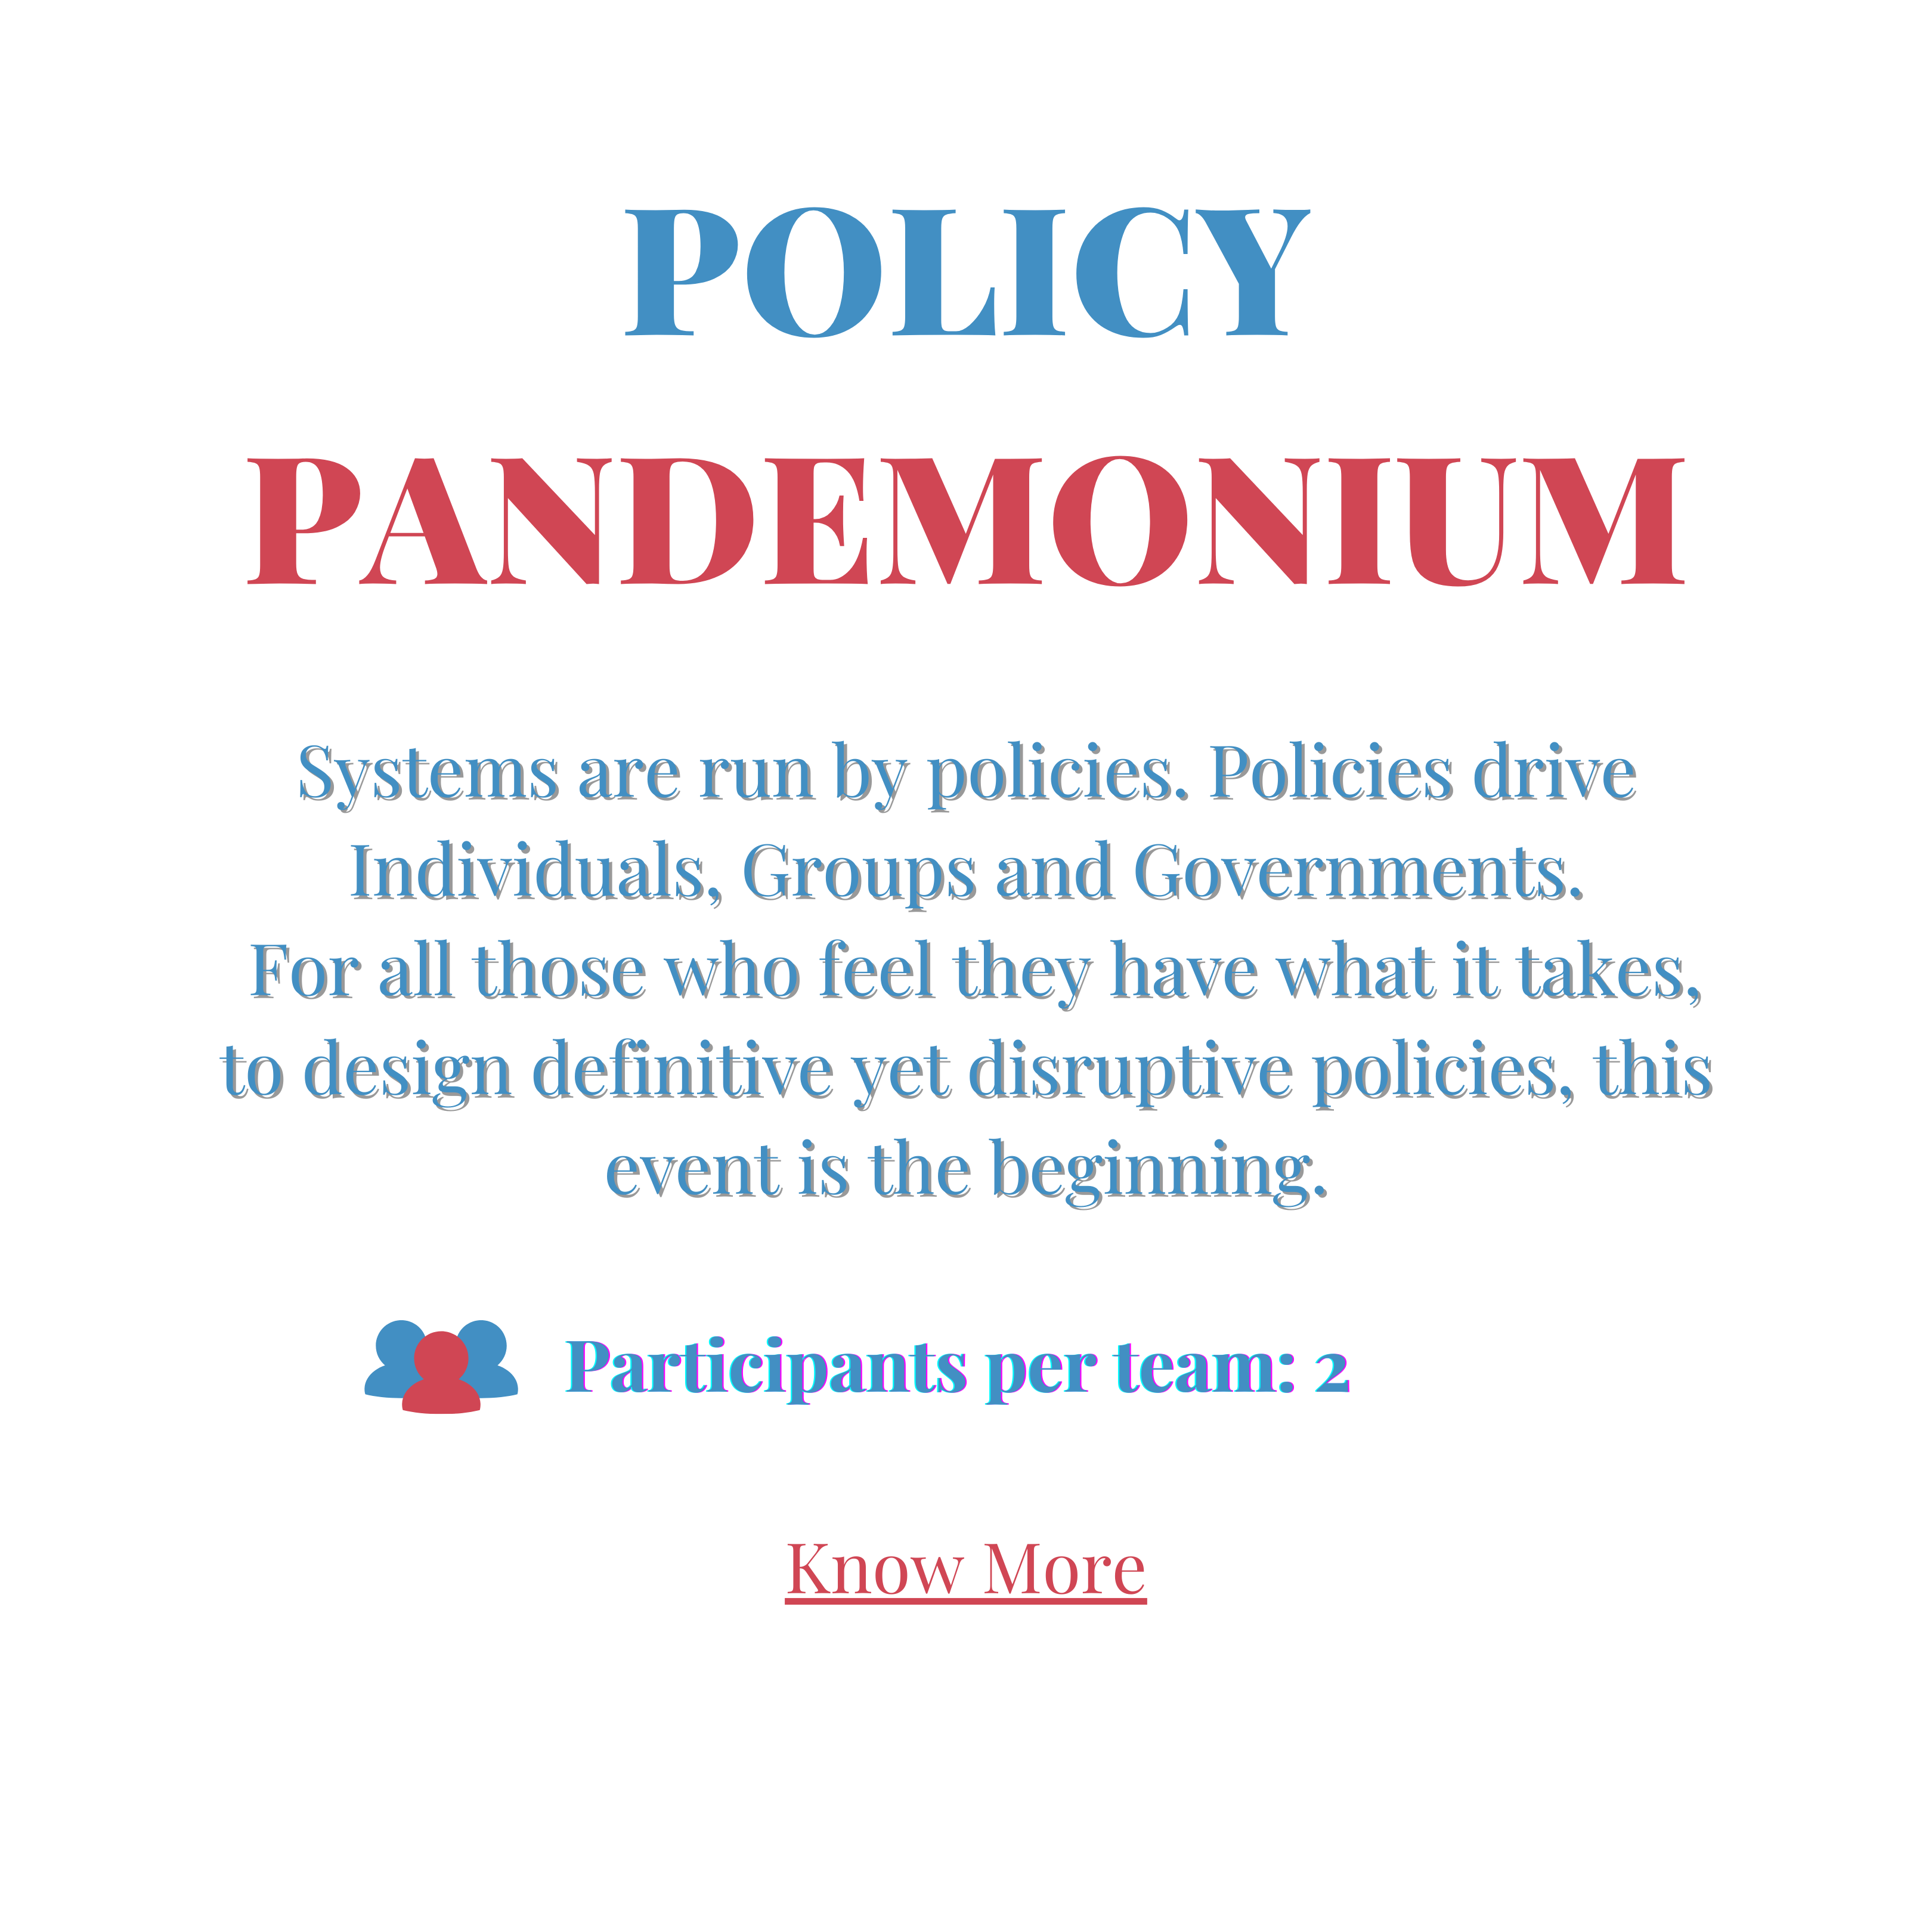 POLICY
PANDEMONIUM
Systems are run by policies. Policies drive
Individuals, Groups and Governments.
For all those who feel they have what it takes,
to design definitive yet disruptive policies, this
event is the beginning.
Participants per team: 2
Know More